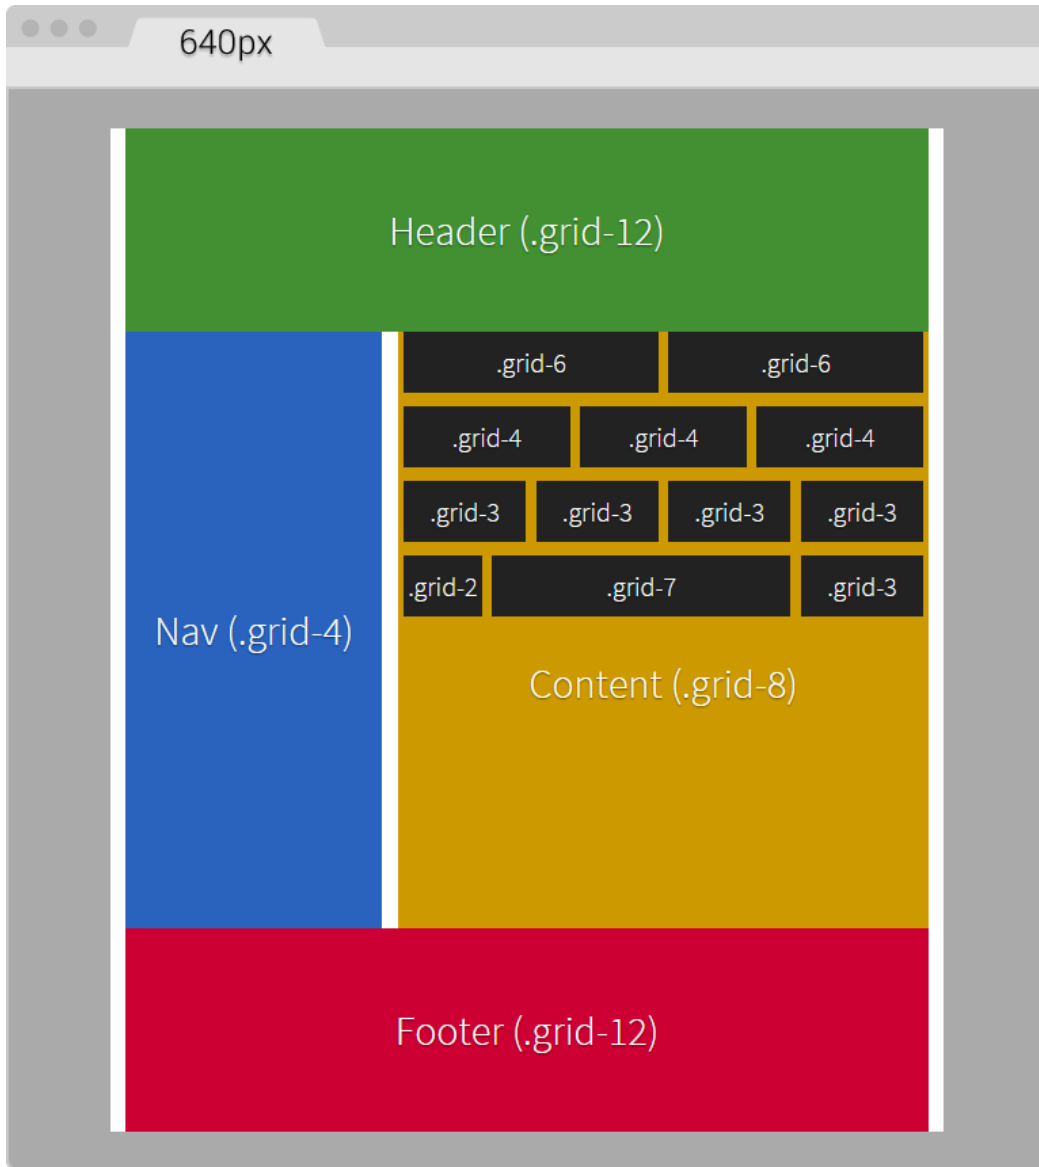 640px
Header (.grid-12)
.grid-6 .grid-6
.grid-4 .grid-4 .grid-4
.grid-3 .grid-3 .grid-3 .grid-3
.grid-2 .grid-7 .grid-3
Nav (.grid-4)
Content (.grid-8)
Footer (.grid-12)